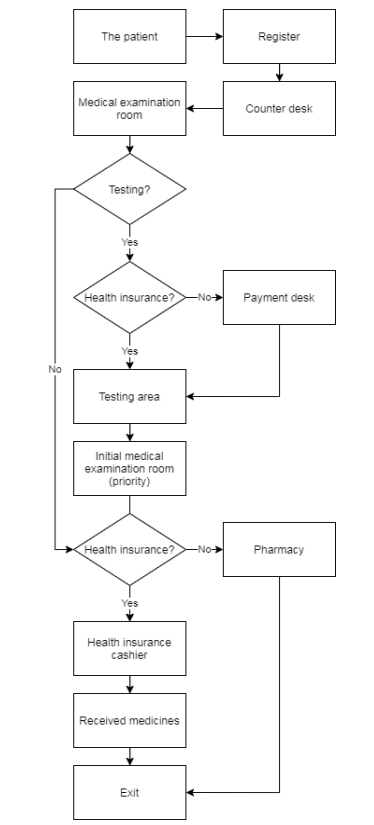 The patient
Register
Medical examination
room
Counter desk
Testing?
Yes
Health insurance?
No
Payment desk
Yes
No
Testing area
Initial medical
examination room
(priority)
Health insurance?
No
Pharmacy
Yes
Health insurance
cashier
Received medicines
Exit